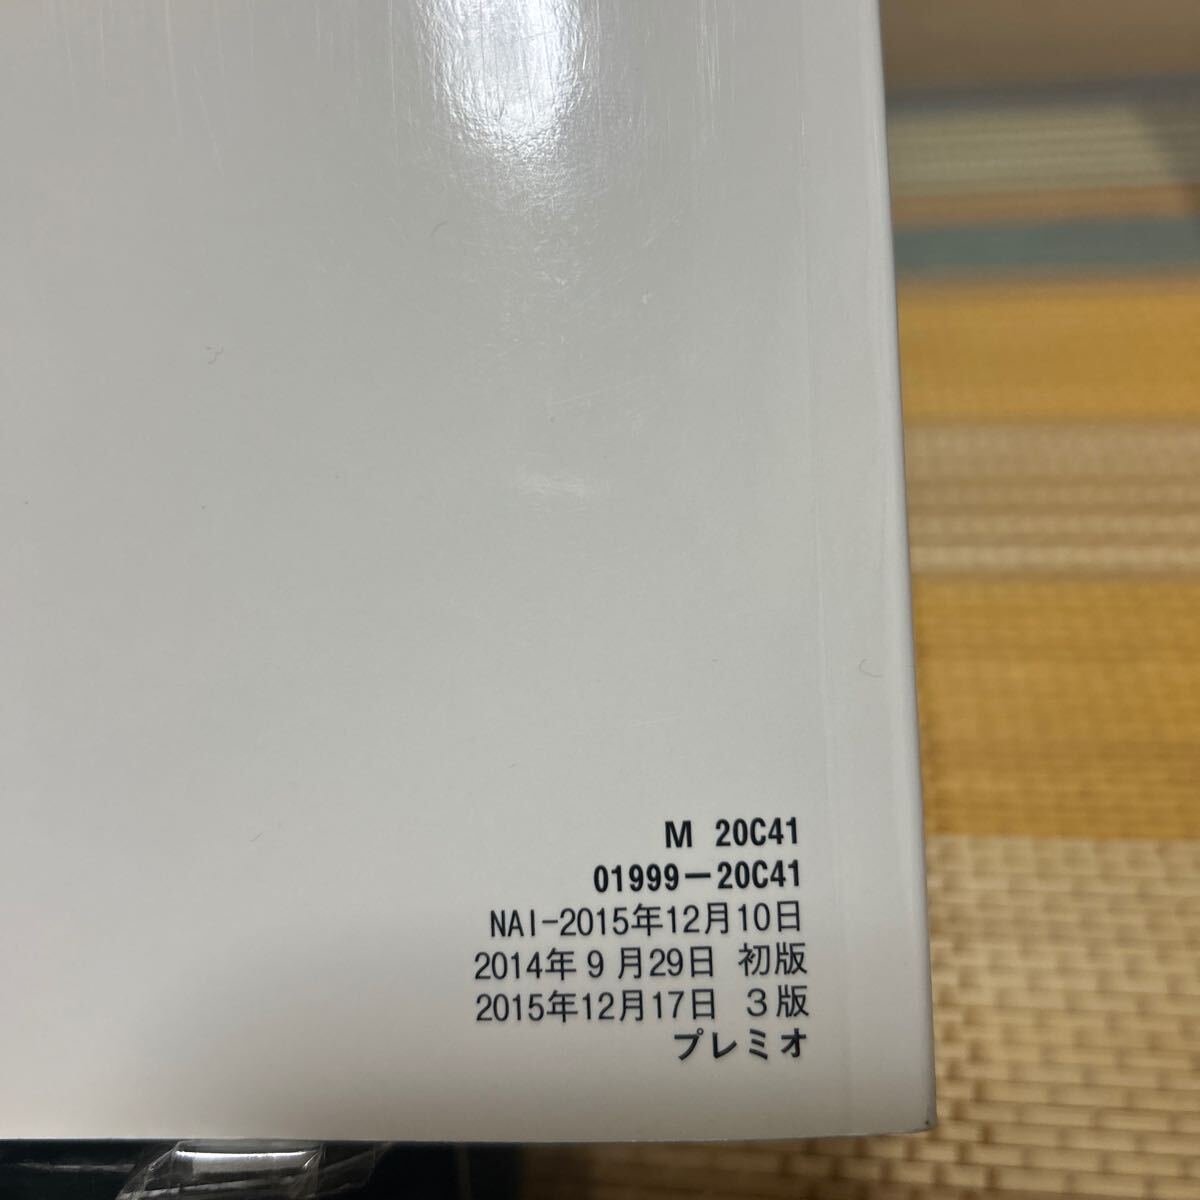 M 20C41
01999-20C41
NAI-2015年12月10日
2014年9月29日 初版
2015年12月17日 3版
プレミオ